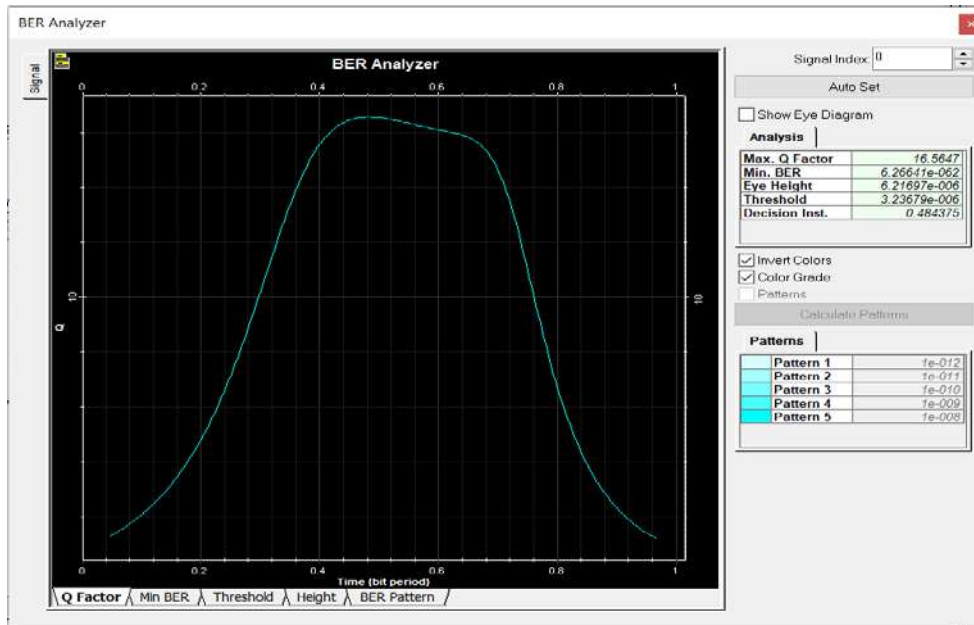 BER Analyzer
Signal
BER Analyzer
0 0.2 0.4 0.6 0.8 1
10
Q
10
0 0.2 0.4 0.6 0.8 1
Time (bit period)
Q Factor Min BER Threshold Height BER Pattern
Signal Index: 0
Auto Set
Show Eye Diagram
Analysis
Max. Q Factor 16.5647
Min. BER 6.26641e-062
Eye Height 6.21697e-006
Threshold 3.23679e-006
Decision Inst. 0.484375
Invert Colors
Color Grade
Patterns
Calculate Patterns
Patterns
Pattern 1 1e-012
Pattern 2 1e-011
Pattern 3 1e-010
Pattern 4 1e-009
Pattern 5 1e-008